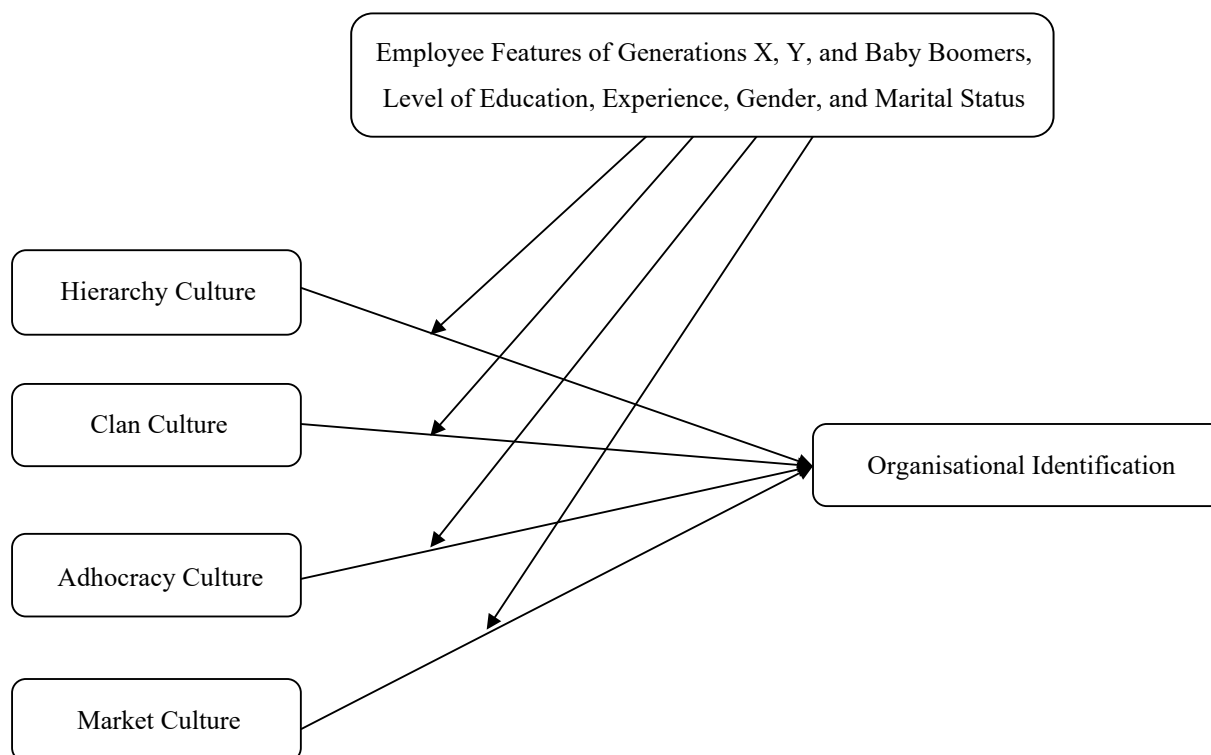 Employee Features of Generations X, Y, and Baby Boomers,
Level of Education, Experience, Gender, and Marital Status
Hierarchy Culture
Clan Culture
Organisational Identification
Adhocracy Culture
Market Culture